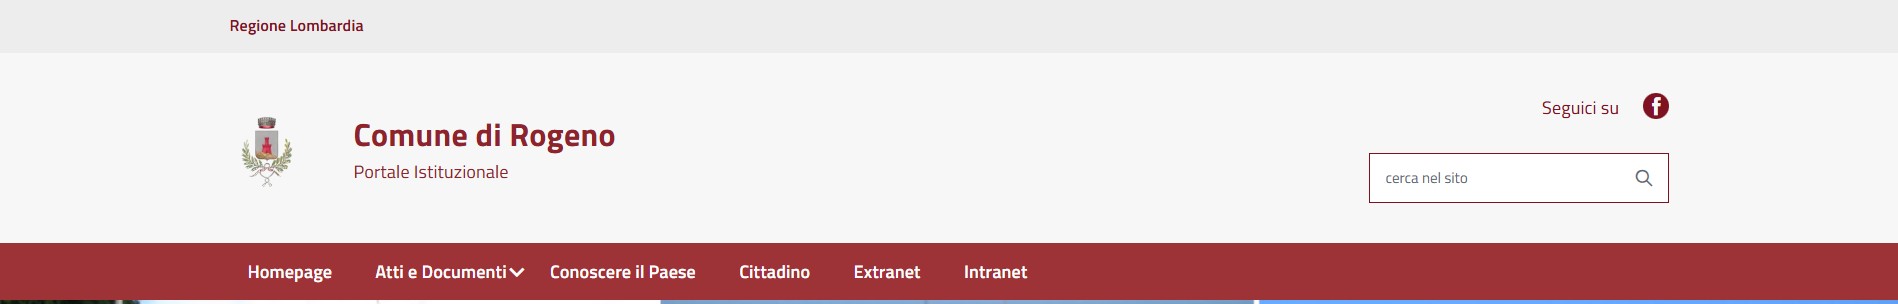 Regione Lombardia
Comune di Rogeno
Portale Istituzionale
Seguici su
cerca nel sito
Homepage Atti e Documenti Conoscere il Paese Cittadino Extranet Intranet